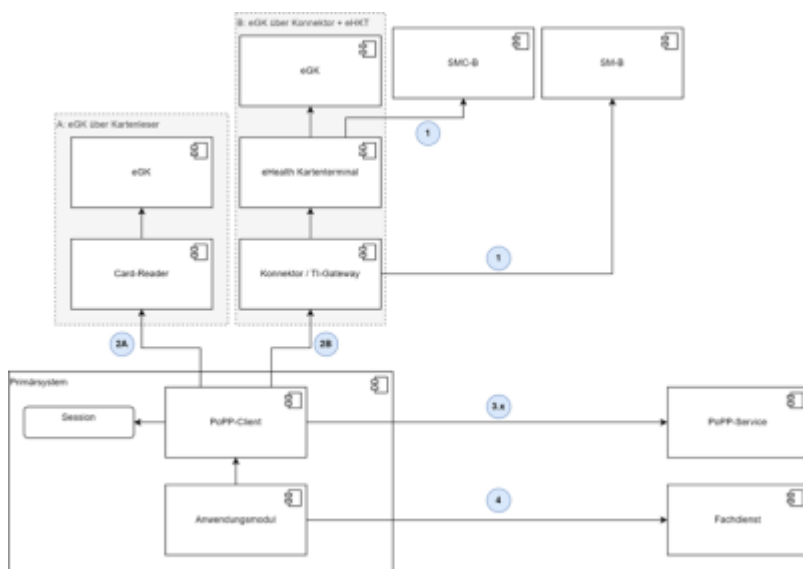 B: eGK über Konnektor + eHKT
eGK
SMC-B
SM-B
1
A: eGK über Kartenleser
eGK
eHealth Kartenterminal
Card-Reader
Konnektor / TI-Gateway
1
2A
2B
Primärsystem
Session
PoPP-Client
3.x
PoPP-Service
Anwendungsmodul
4
Fachdienst